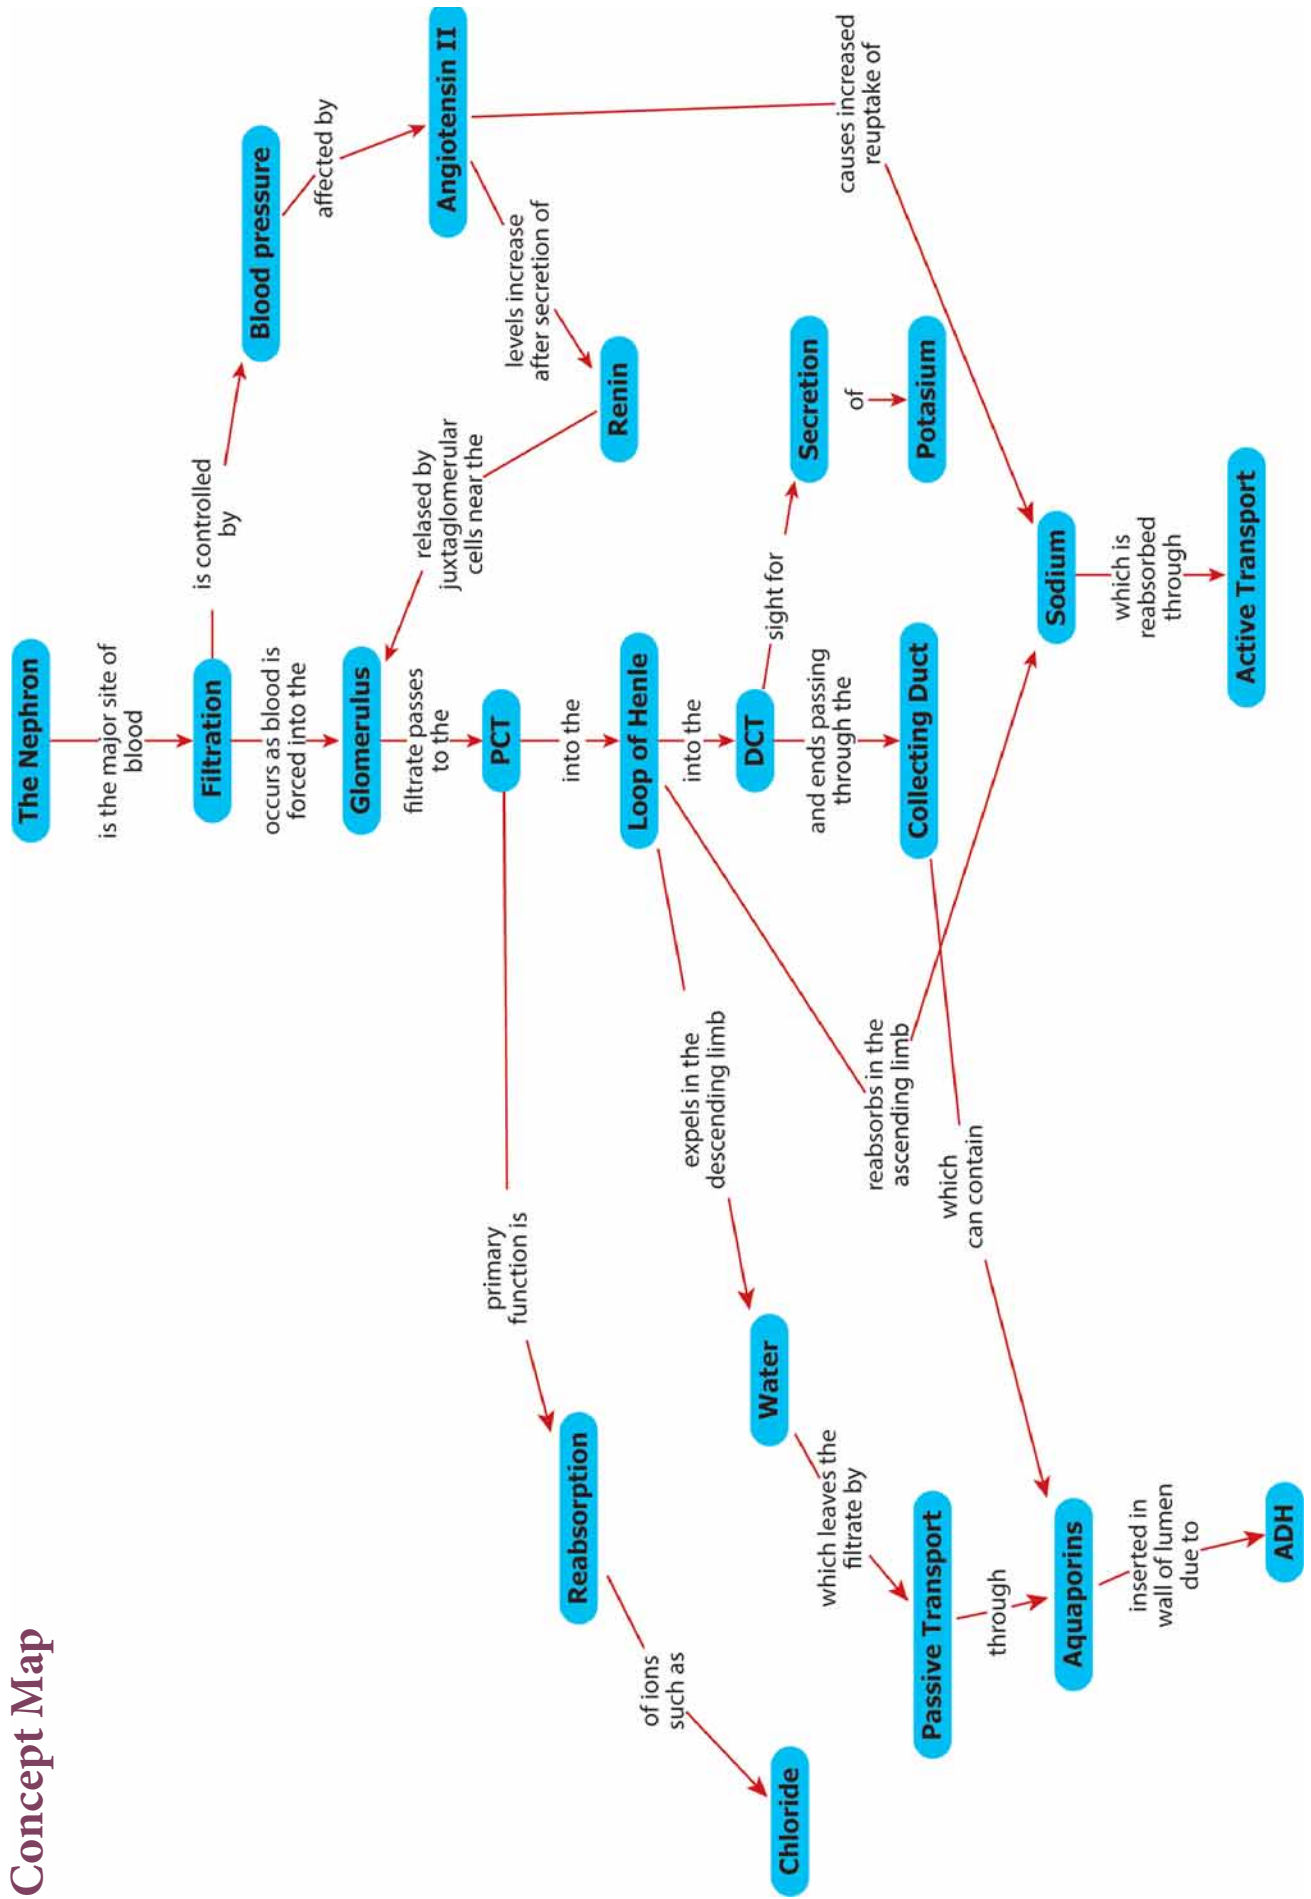 Concept Map
The Nephron
is the major site of
blood
Filtration
is controlled
by
Blood pressure
affected by
Angiotensin II
levels increase
after secretion of
Renin
relased by
juxtaglomerular
cells near the
causes increased
reuptake of
occurs as blood is
forced into the
Glomerulus
filtrate passes
to the
PCT
primary
function is
Reabsorption
of ions
such as
Chloride
into the
Loop of Henle
expels in the
descending limb
Water
which leaves the
filtrate by
Passive Transport
through
reabsorbs in the
ascending limb
into the
DCT
sight for
Secretion
of
Potasium
and ends passing
through the
Collecting Duct
which
can contain
Aquaporins
inserted in
wall of lumen
due to
ADH
Sodium
which is
reabsorbed
through
Active Transport